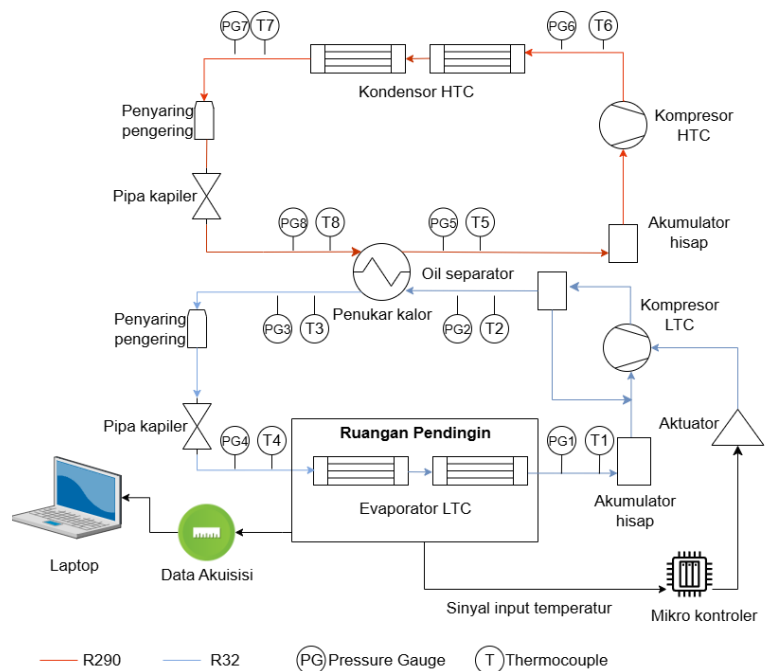 PG7
T7
PG6
T6
Kondensor HTC
Penyaring
pengering
Kompresor
HTC
Pipa kapiler
PG8
T8
PG5
T5
Akumulator
hisap
Oil separator
Penukar kalor
Kompresor
LTC
Penyaring
pengering
PG3
T3
PG2
T2
Pipa kapiler
PG4
T4
Ruangan Pendingin
PG1
T1
Aktuator
Evaporator LTC
Akumulator
hisap
Laptop
Data Akuisisi
Sinyal input temperatur
Mikro kontroler
R290
R32
PG
Pressure Gauge
T
Thermocouple